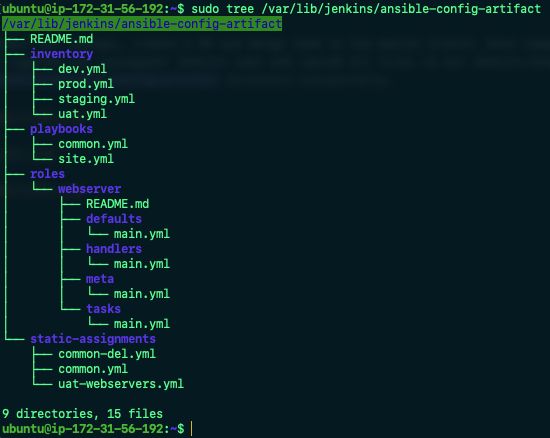 ubuntu@ip-172-31-56-192:~$ sudo tree /var/lib/jenkins/ansible-config-artifact
/var/lib/jenkins/ansible-config-artifact
├── README.md
├── inventory
│   ├── dev.yml
│   ├── prod.yml
│   ├── staging.yml
│   └── uat.yml
├── playbooks
│   ├── common.yml
│   └── site.yml
├── roles
│   └── webserver
│       ├── README.md
│       ├── defaults
│       │   └── main.yml
│       ├── handlers
│       │   └── main.yml
│       ├── meta
│       │   └── main.yml
│       └── tasks
│           └── main.yml
└── static-assignments
    ├── common-del.yml
    ├── common.yml
    └── uat-webservers.yml
9 directories, 15 files
ubuntu@ip-172-31-56-192:~$